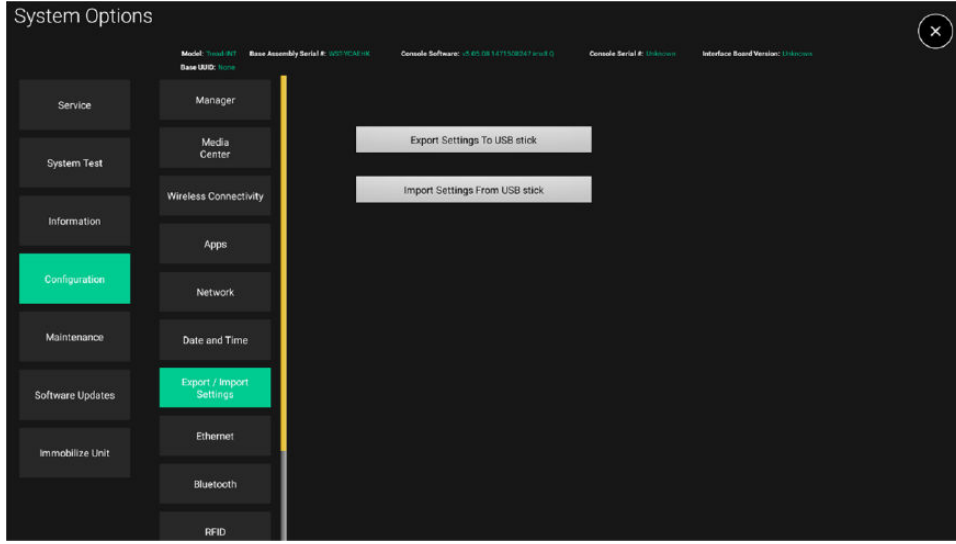 System Options
Model: Tread-INT Base Assembly Serial #: Console Software: Console Serial #: Unknown Interface Board Version: Unknown
Base UUID: None
Service
System Test
Information
Configuration
Maintenance
Software Updates
Immobilize Unit
Manager
Media
Center
Wireless Connectivity
Apps
Network
Date and Time
Export / Import
Settings
Ethernet
Bluetooth
RFID
Export Settings To USB stick
Import Settings From USB stick